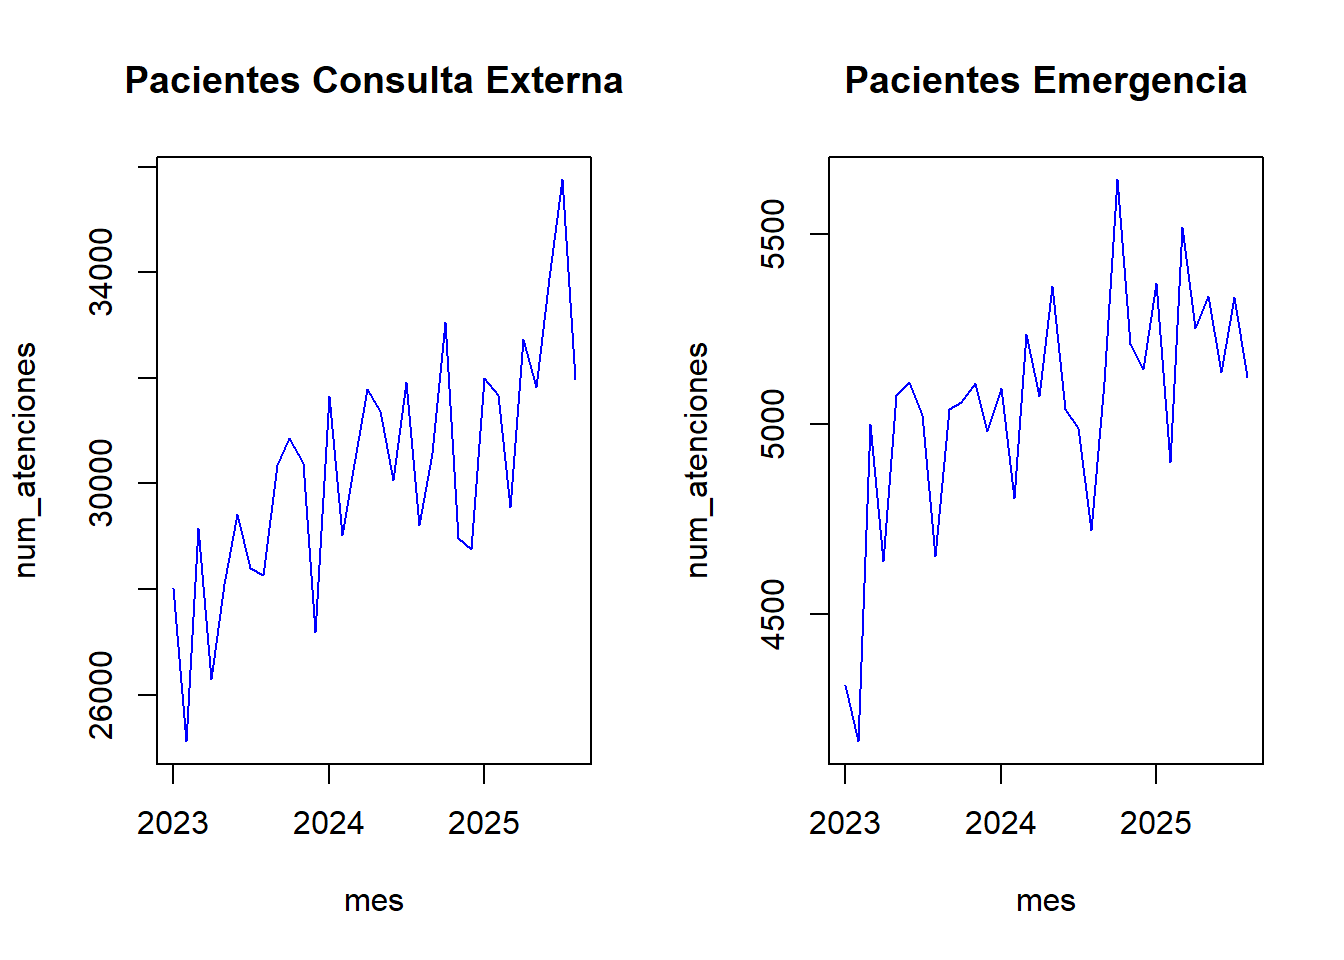 Pacientes Consulta Externa
num_atenciones
34000
30000
26000
2023 2024 2025
mes
Pacientes Emergencia
num_atenciones
5500
5000
4500
2023 2024 2025
mes